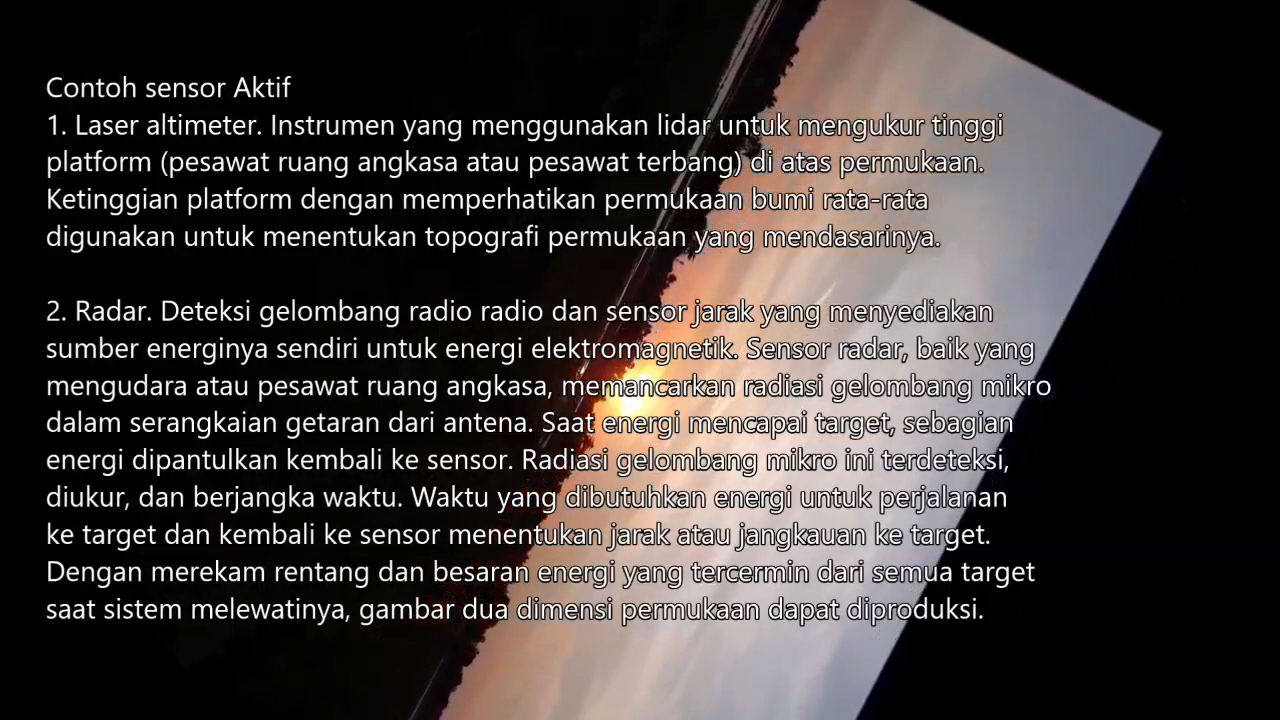 Contoh sensor Aktif
1. Laser altimeter. Instrumen yang menggunakan lidar untuk mengukur tinggi
platform (pesawat ruang angkasa atau pesawat terbang) di atas permukaan.
Ketinggian platform dengan memperhatikan permukaan bumi rata-rata
digunakan untuk menentukan topografi permukaan yang mendasarinya.
2. Radar. Deteksi gelombang radio radio dan sensor jarak yang menyediakan
sumber energinya sendiri untuk energi elektromagnetik. Sensor radar, baik yang
mengudara atau pesawat ruang angkasa, memancarkan radiasi gelombang mikro
dalam serangkaian getaran dari antena. Saat energi mencapai target, sebagian
energi dipantulkan kembali ke sensor. Radiasi gelombang mikro ini terdeteksi,
diukur, dan berjangka waktu. Waktu yang dibutuhkan energi untuk perjalanan
ke target dan kembali ke sensor menentukan jarak atau jangkauan ke target.
Dengan merekam rentang dan besaran energi yang tercermin dari semua target
saat sistem melewatinya, gambar dua dimensi permukaan dapat diproduksi.